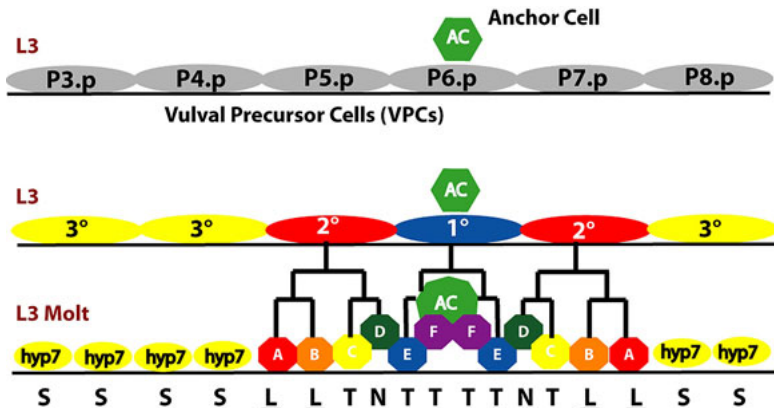 Anchor Cell
L3
AC
P3.p P4.p P5.p P6.p P7.p P8.p
Vulval Precursor Cells (VPCs)
L3
AC
3° 3° 2° 1° 2° 3°
L3 Molt
AC
D F F D
hyp7 hyp7 hyp7 hyp7 A B C E E C B A hyp7 hyp7
S S S S L L T N T T T T N T L L S S